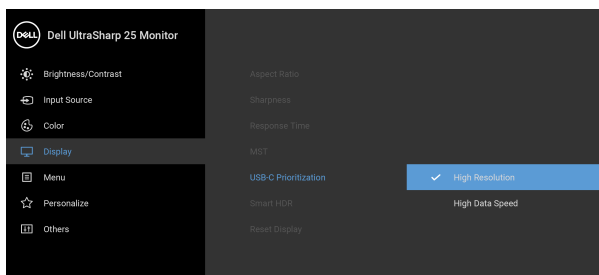 DELL Dell UltraSharp 25 Monitor
Brightness/Contrast
Input Source
Color
Display
Menu
Personalize
Others
Aspect Ratio
Sharpness
Response Time
MST
USB-C Prioritization
Smart HDR
Reset Display
High Resolution
High Data Speed